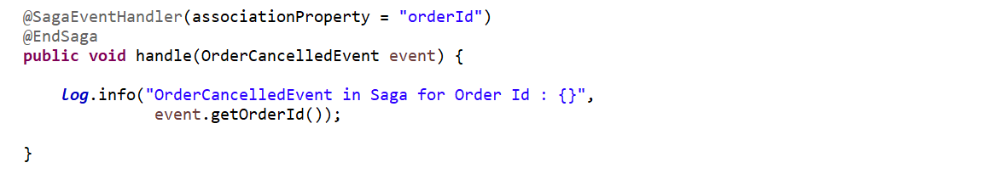 @SagaEventHandler(associationProperty = "orderId")
@EndSaga
public void handle(OrderCancelledEvent event) {
log.info("OrderCancelledEvent in Saga for Order Id : {}",
event.getOrderId());
}